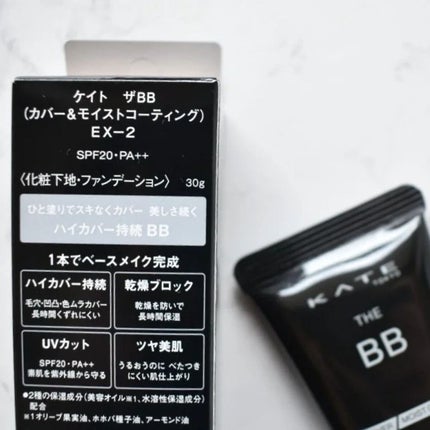 ケイト ザBB
(カバー&モイストコーティング)
EX-2
SPF20・PA++
〈化粧下地・ファンデーション〉 30g
ひと塗りでスキなくカバー 美しさ続く
ハイカバー持続 BB
1本でベースメイク完成
ハイカバー持続
毛穴・凹凸・色ムラカバー
長時間くずれにくい
乾燥ブロック
乾燥を防いで
長時間保湿
UVカット
SPF20・PA++
素肌を紫外線から守る
ツヤ美肌
うるおうのに べたつき
にくい肌仕上がり
●2種の保湿成分(美容オイル※1、水溶性保湿成分)
配合
※1オリーブ果実油、ホホバ種子油、アーモンド油
KATE
TOKYO
THE
BB